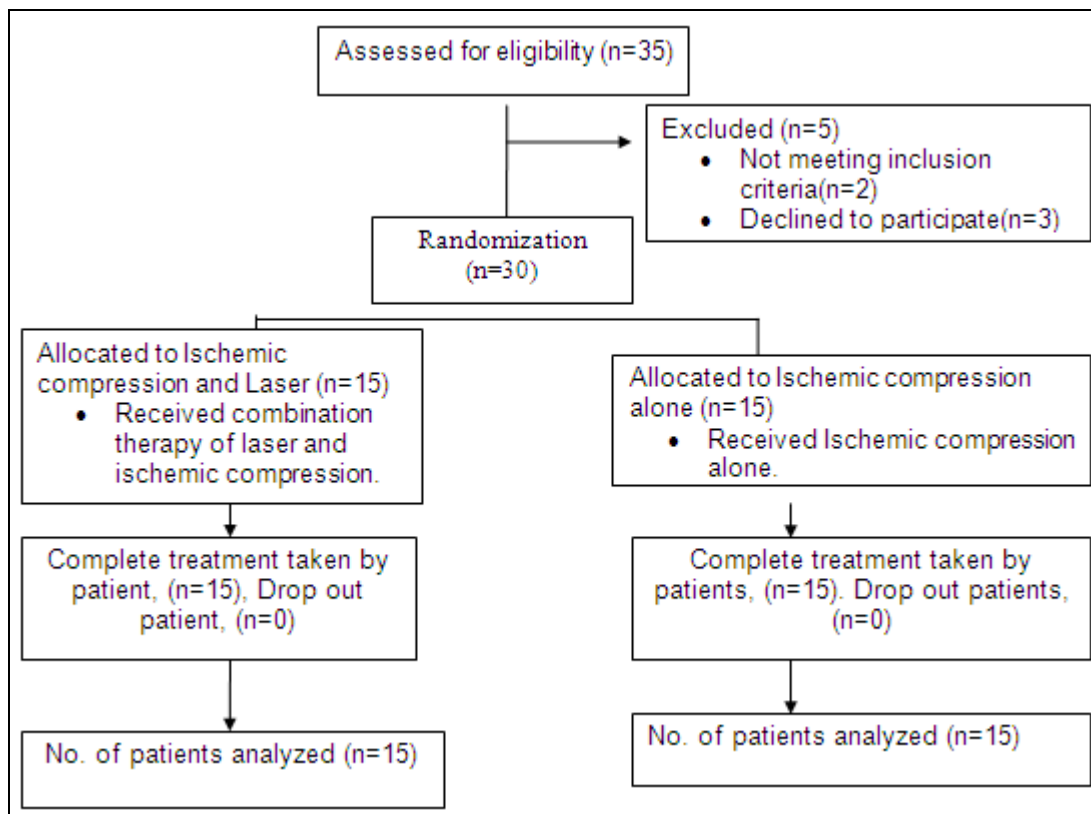 Assessed for eligibility (n=35)
Excluded (n=5)
• Not meeting inclusion
criteria(n=2)
• Declined to participate(n=3)
Randomization
(n=30)
Allocated to Ischemic
compression and Laser (n=15)
• Received combination
therapy of laser and
ischemic compression.
Allocated to Ischemic compression
alone (n=15)
• Received Ischemic compression
alone.
Complete treatment taken by
patient, (n=15), Drop out
patient, (n=0)
Complete treatment taken by
patients, (n=15). Drop out patients,
(n=0)
No. of patients analyzed (n=15)
No. of patients analyzed (n=15)